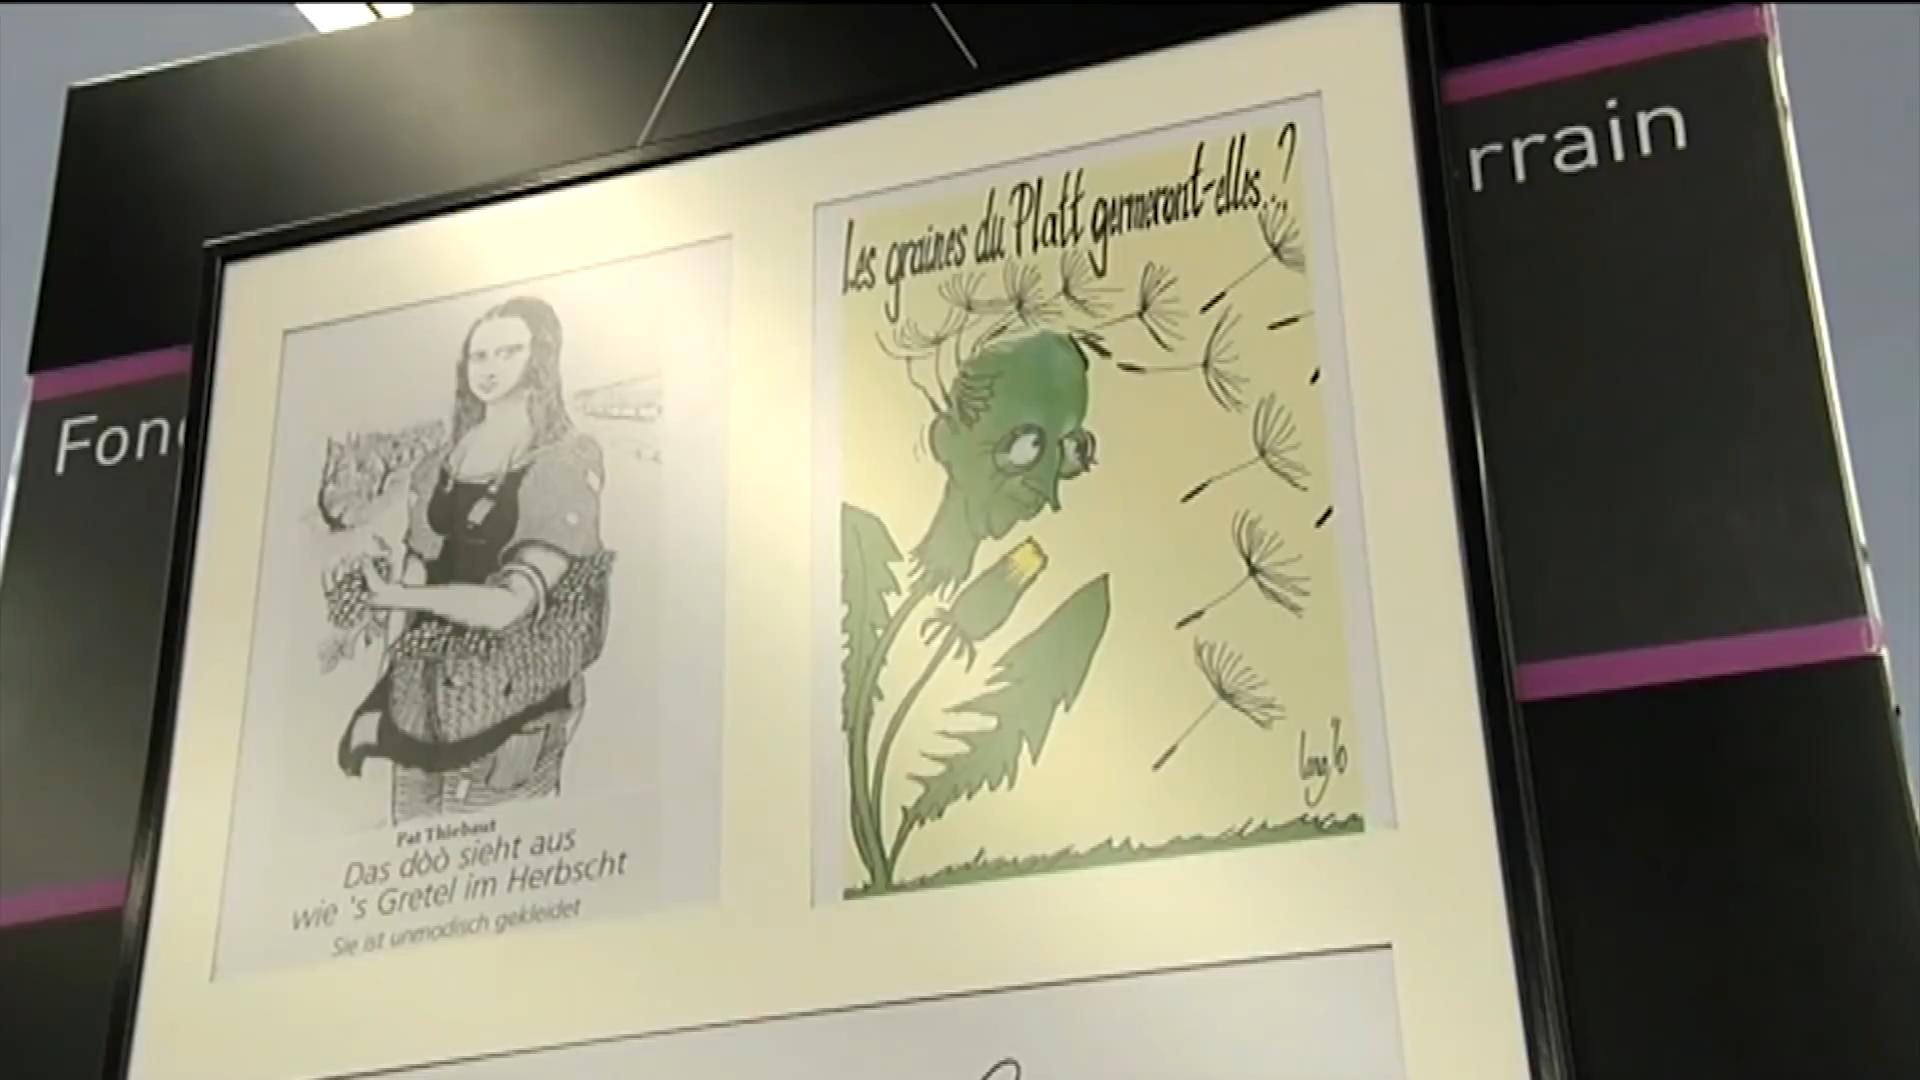 Les graines du Platt germeront-elles...?
rrain
Fon
Pat Thiebaut
Das dòò sieht aus
wie 's Gretel im Herbscht
Sie ist unmodisch gekleidet